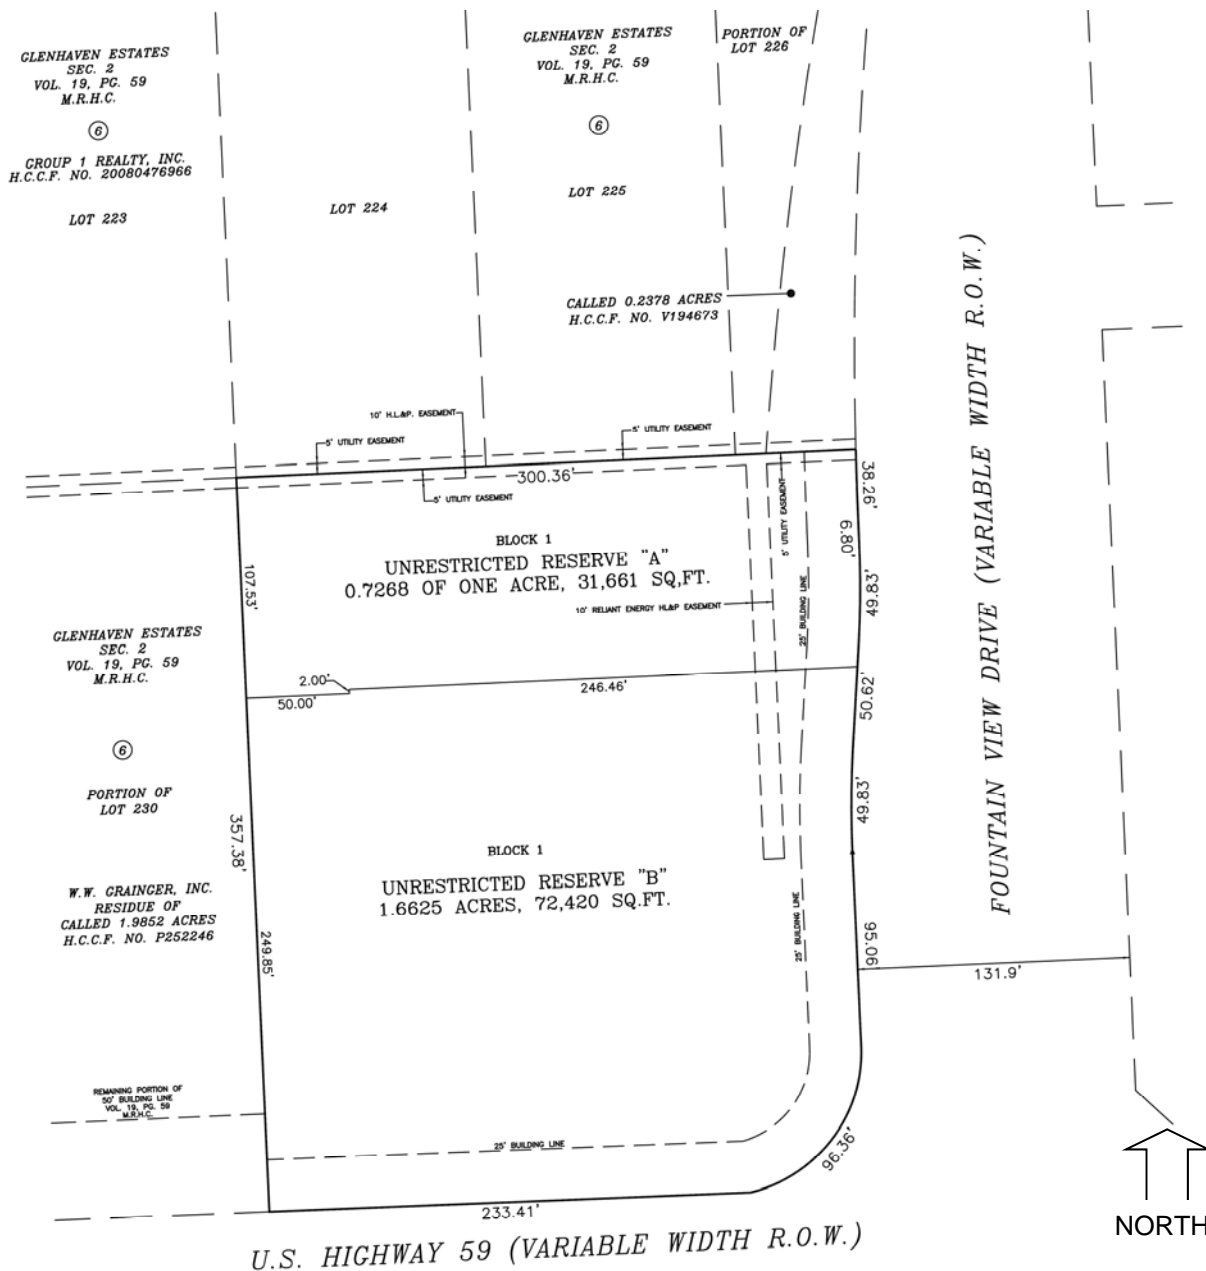 GLENHAVEN ESTATES
SEC. 2
VOL. 19, PG. 59
M.R.H.C.
6
GROUP 1 REALTY, INC.
H.C.C.F. NO. 20080476966
LOT 223
LOT 224
GLENHAVEN ESTATES
SEC. 2
VOL. 19, PG. 59
M.R.H.C.
6
LOT 225
PORTION OF
LOT 226
CALLED 0.2378 ACRES
H.C.C.F. NO. V194673
10' H.L.&P. EASEMENT
5' UTILITY EASEMENT
5' UTILITY EASEMENT
300.36'
5' UTILITY EASEMENT
5' UTILITY EASEMENT
38.26'
6.80'
49.83'
107.53'
BLOCK 1
UNRESTRICTED RESERVE "A"
0.7268 OF ONE ACRE, 31,661 SQ,FT.
10' RELIANT ENERGY HL&P EASEMENT
25' BUILDING LINE
FOUNTAIN VIEW DRIVE (VARIABLE WIDTH R.O.W.)
GLENHAVEN ESTATES
SEC. 2
VOL. 19, PG. 59
M.R.H.C.
6
PORTION OF
LOT 230
W.W. GRAINGER, INC.
RESIDUE OF
CALLED 1.9852 ACRES
H.C.C.F. NO. P252246
2.00'
50.00'
246.46'
50.62'
49.83'
357.38'
249.85'
BLOCK 1
UNRESTRICTED RESERVE "B"
1.6625 ACRES, 72,420 SQ.FT.
25' BUILDING LINE
90.56
131.9'
REMAINING PORTION OF
50' BUILDING LINE
VOL. 19, PG. 59
M.R.H.C.
25' BUILDING LINE
96.36'
233.41'
U.S. HIGHWAY 59 (VARIABLE WIDTH R.O.W.)
NORTH